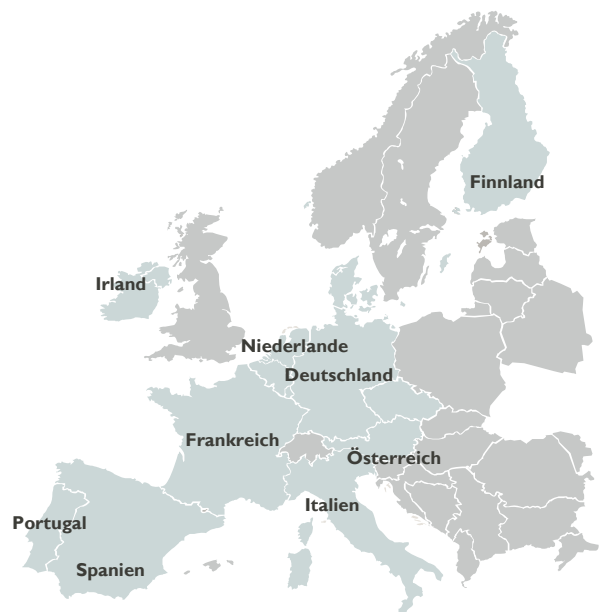 Finnland
Irland
Niederlande
Deutschland
Frankreich
Österreich
Italien
Portugal
Spanien